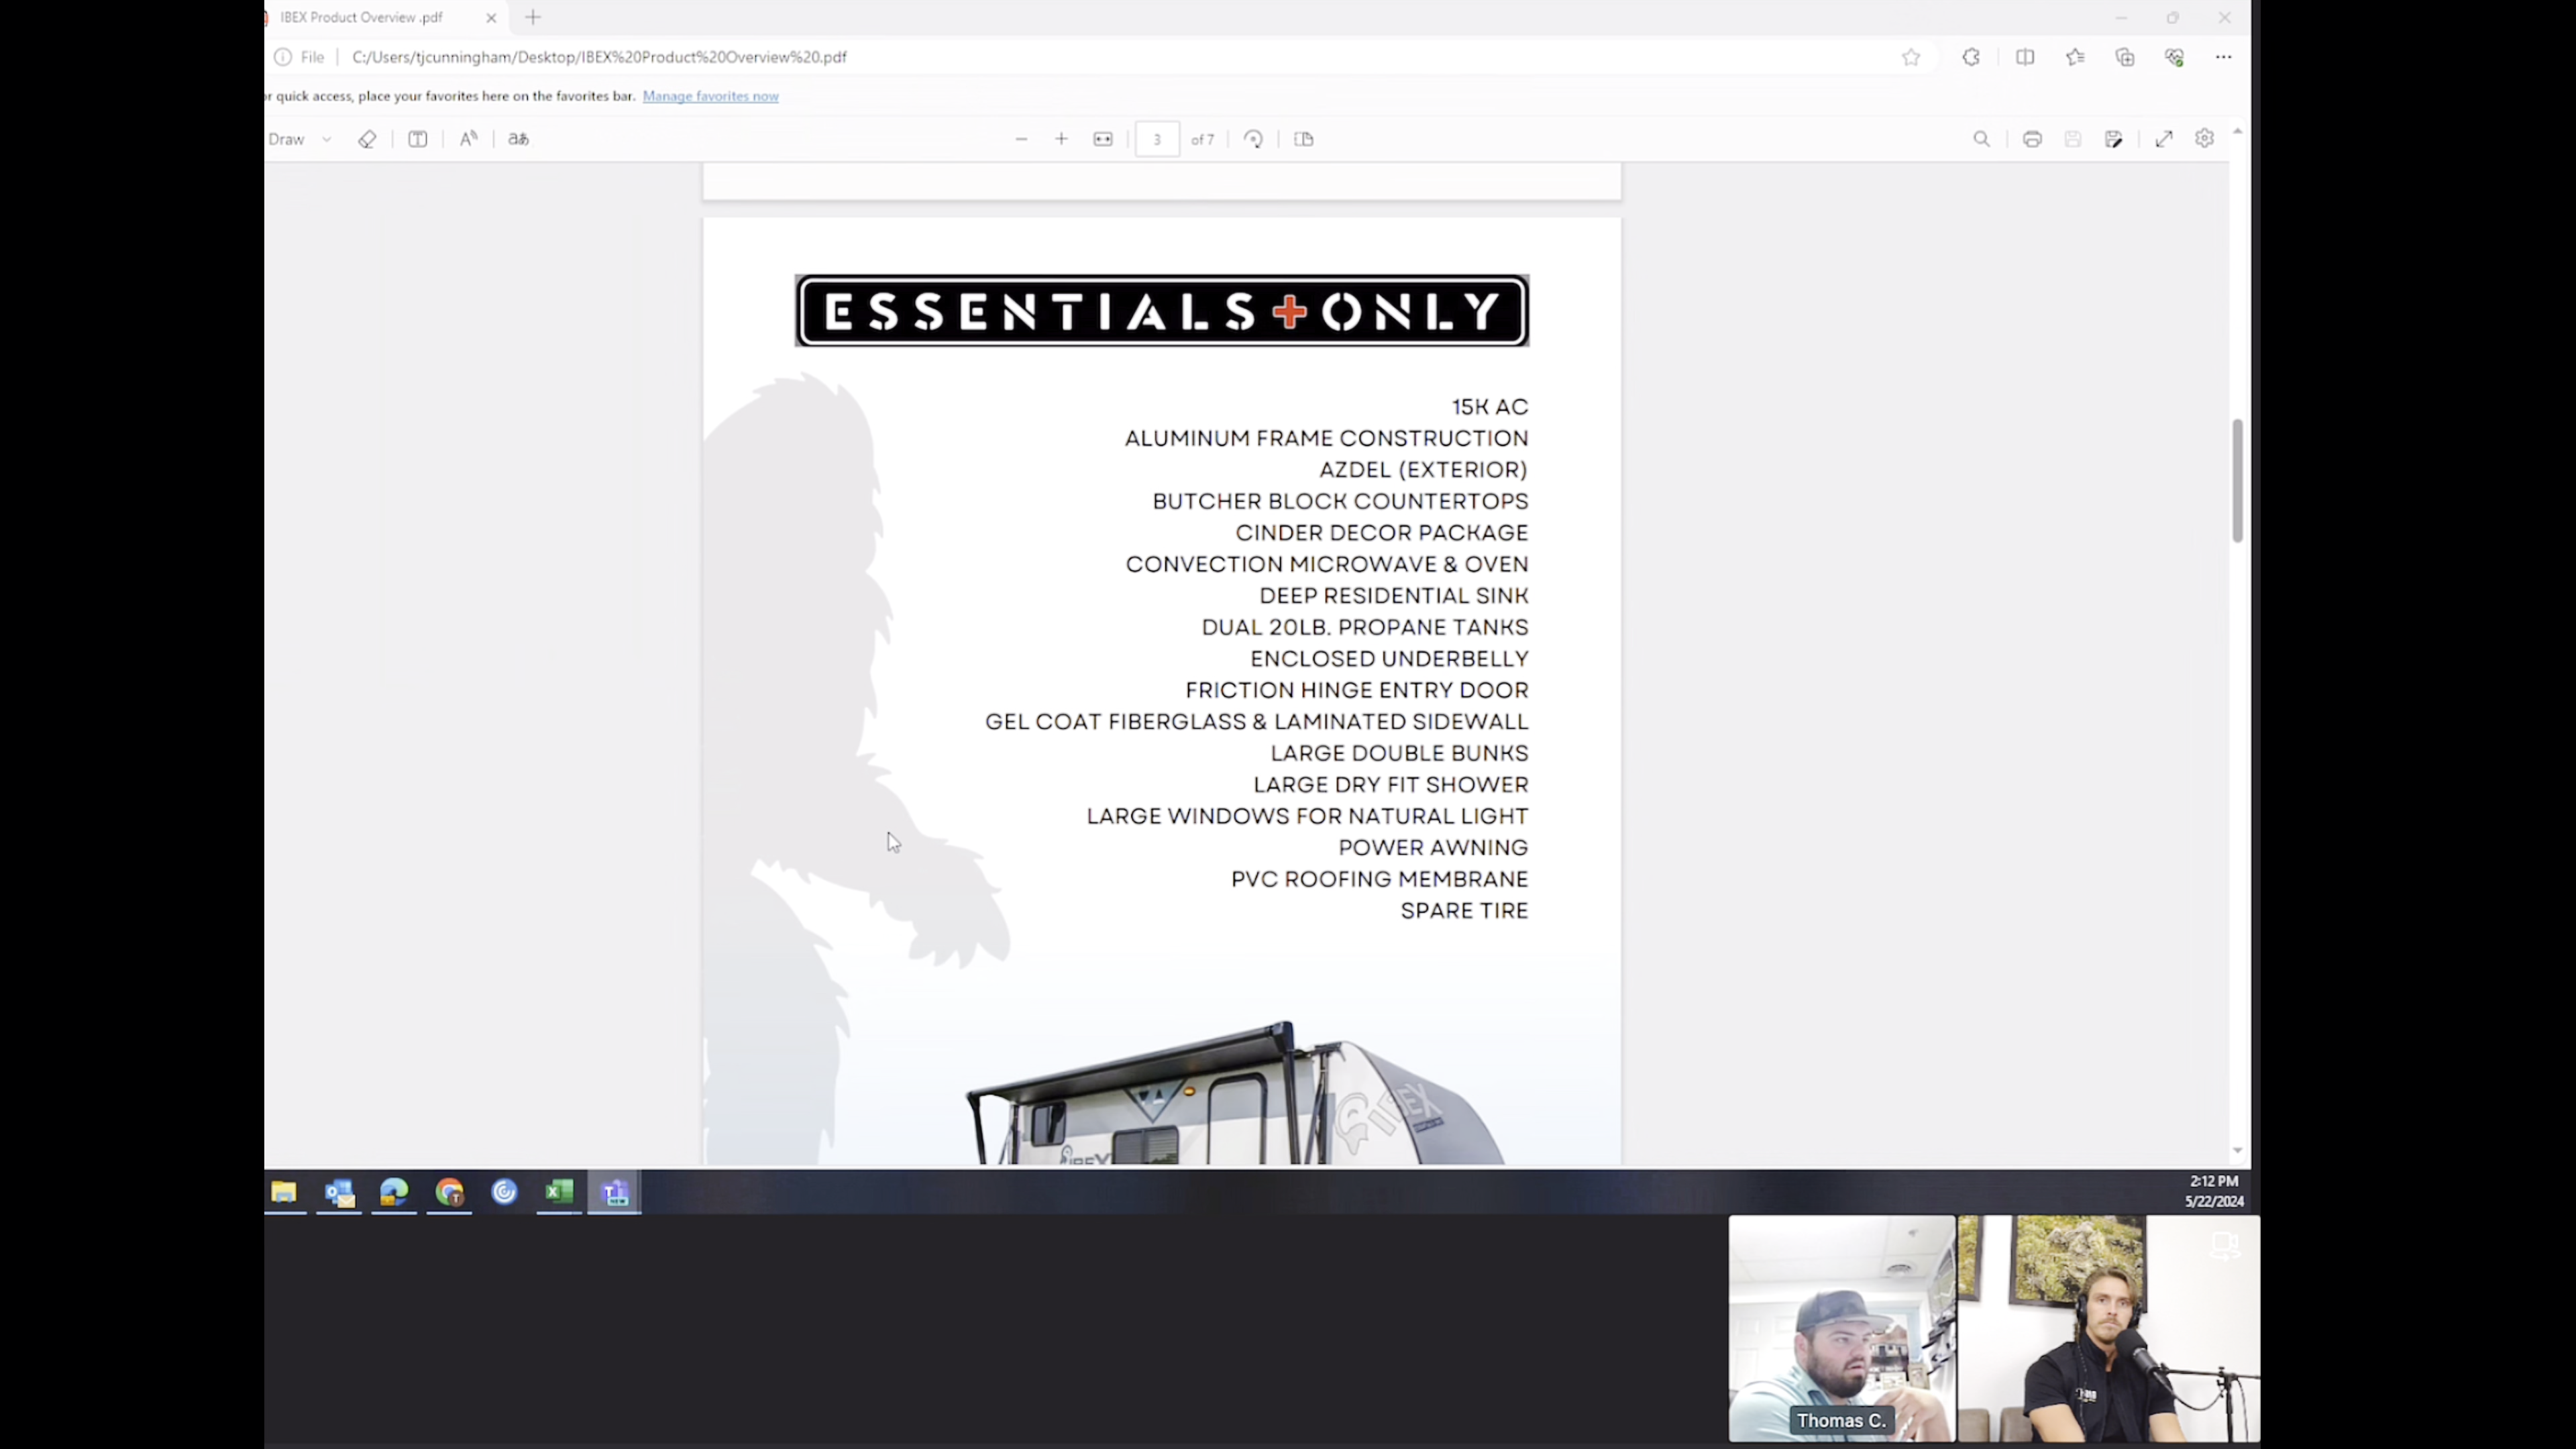 IBEX Product Overview .pdf
File
C:/Users/tjcunningham/Desktop/IBEX%20Product%20Overview%20.pdf
or quick access, place your favorites here on the favorites bar. Manage favorites now
Draw
3 of 7
ESSENTIALS+ONLY
15K AC
ALUMINUM FRAME CONSTRUCTION
AZDEL (EXTERIOR)
BUTCHER BLOCK COUNTERTOPS
CINDER DECOR PACKAGE
CONVECTION MICROWAVE & OVEN
DEEP RESIDENTIAL SINK
DUAL 20LB. PROPANE TANKS
ENCLOSED UNDERBELLY
FRICTION HINGE ENTRY DOOR
GEL COAT FIBERGLASS & LAMINATED SIDEWALL
LARGE DOUBLE BUNKS
LARGE DRY FIT SHOWER
LARGE WINDOWS FOR NATURAL LIGHT
POWER AWNING
PVC ROOFING MEMBRANE
SPARE TIRE
IBEX
IBEX
2:12 PM
5/22/2024
Thomas C.